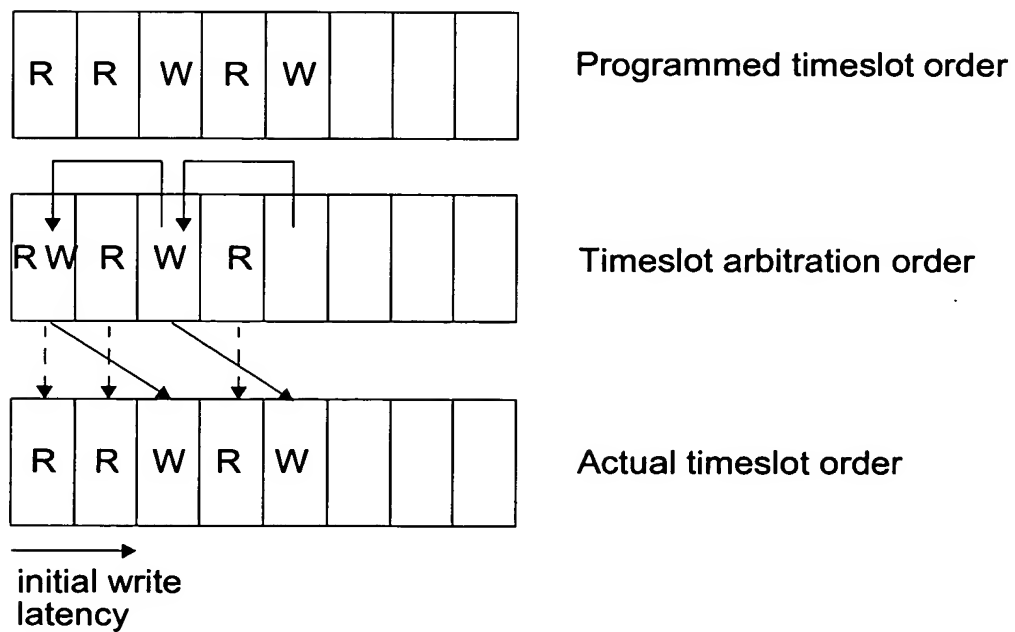 R R W R W
Programmed timeslot order
R W R W R
Timeslot arbitration order
R R W R W
Actual timeslot order
initial write
latency